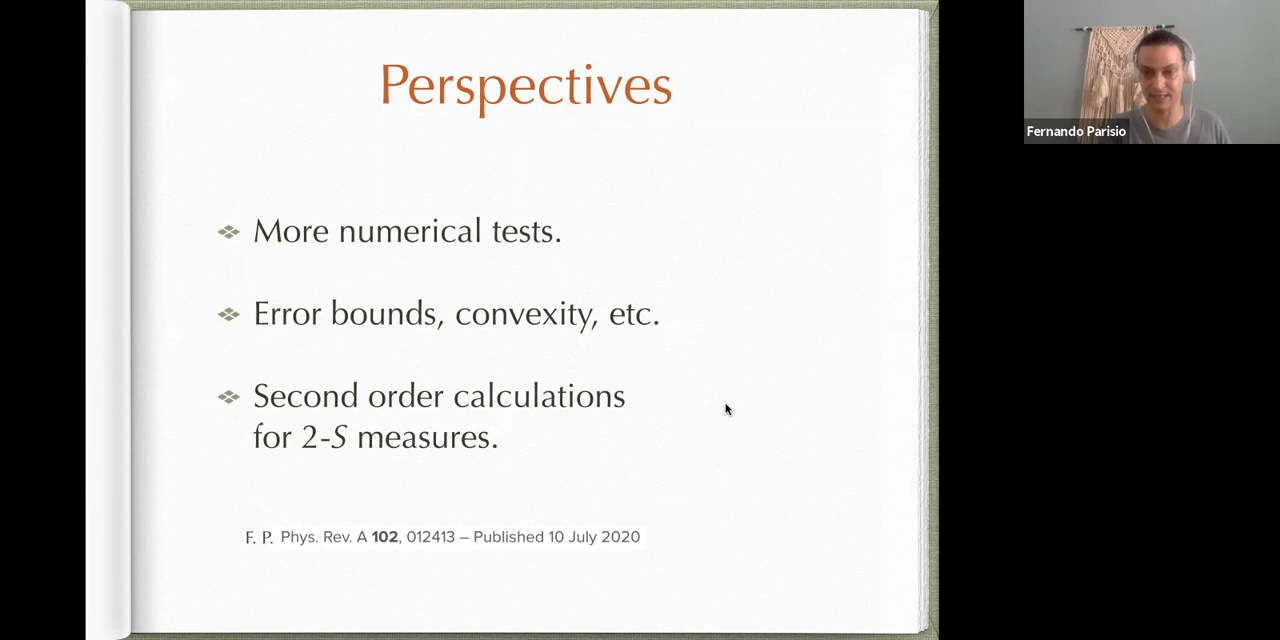 Perspectives
More numerical tests.
Error bounds, convexity, etc.
Second order calculations
for 2-S measures.
F. P. Phys. Rev. A 102, 012413 – Published 10 July 2020
Fernando Parisio